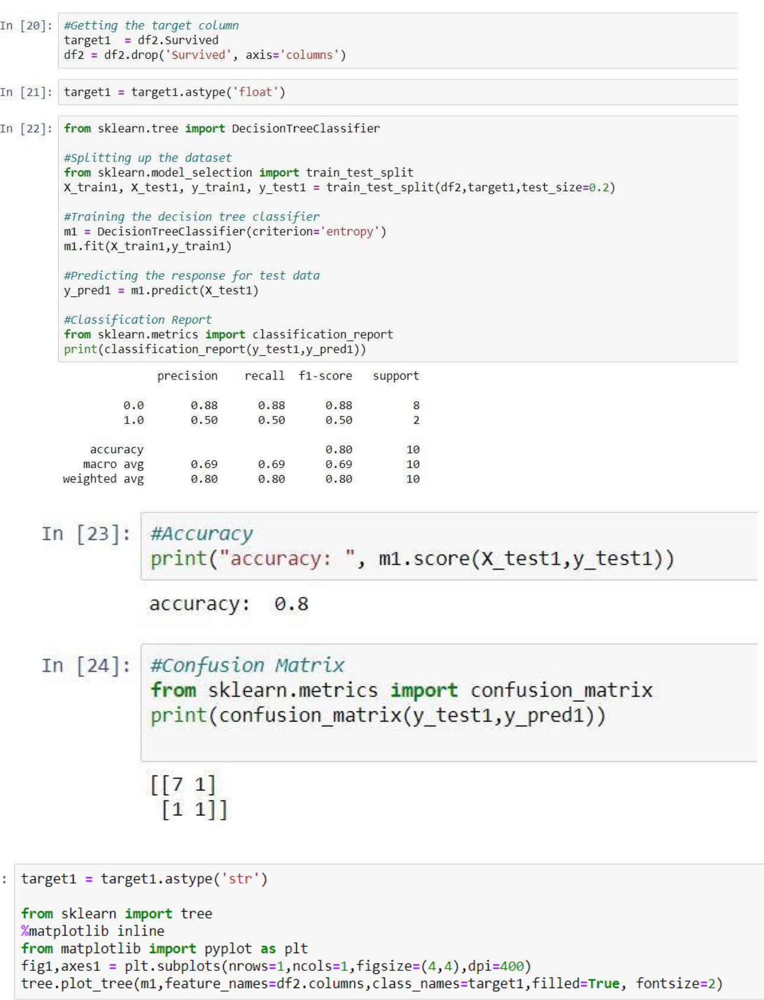 In [20]: #Getting the target column
target1  = df2.Survived
df2 = df2.drop('Survived', axis='columns')
In [21]: target1 = target1.astype('float')
In [22]: from sklearn.tree import DecisionTreeClassifier
#Splitting up the dataset
from sklearn.model_selection import train_test_split
X_train1, X_test1, y_train1, y_test1 = train_test_split(df2,target1,test_size=0.2)
#Training the decision tree classifier
m1 = DecisionTreeClassifier(criterion='entropy')
m1.fit(X_train1,y_train1)
#Predicting the response for test data
y_pred1 = m1.predict(X_test1)
#Classification Report
from sklearn.metrics import classification_report
print(classification_report(y_test1,y_pred1))
precision recall f1-score support
0.0 0.88 0.88 0.88 8
1.0 0.50 0.50 0.50 2
accuracy 0.80 10
macro avg 0.69 0.69 0.69 10
weighted avg 0.80 0.80 0.80 10
In [23]: #Accuracy
print("accuracy: ", m1.score(X_test1,y_test1))
accuracy:  0.8
In [24]: #Confusion Matrix
from sklearn.metrics import confusion_matrix
print(confusion_matrix(y_test1,y_pred1))
[[7 1]
[1 1]]
: target1 = target1.astype('str')
from sklearn import tree
%matplotlib inline
from matplotlib import pyplot as plt
fig1,axes1 = plt.subplots(nrows=1,ncols=1,figsize=(4,4),dpi=400)
tree.plot_tree(m1,feature_names=df2.columns,class_names=target1,filled=True, fontsize=2)